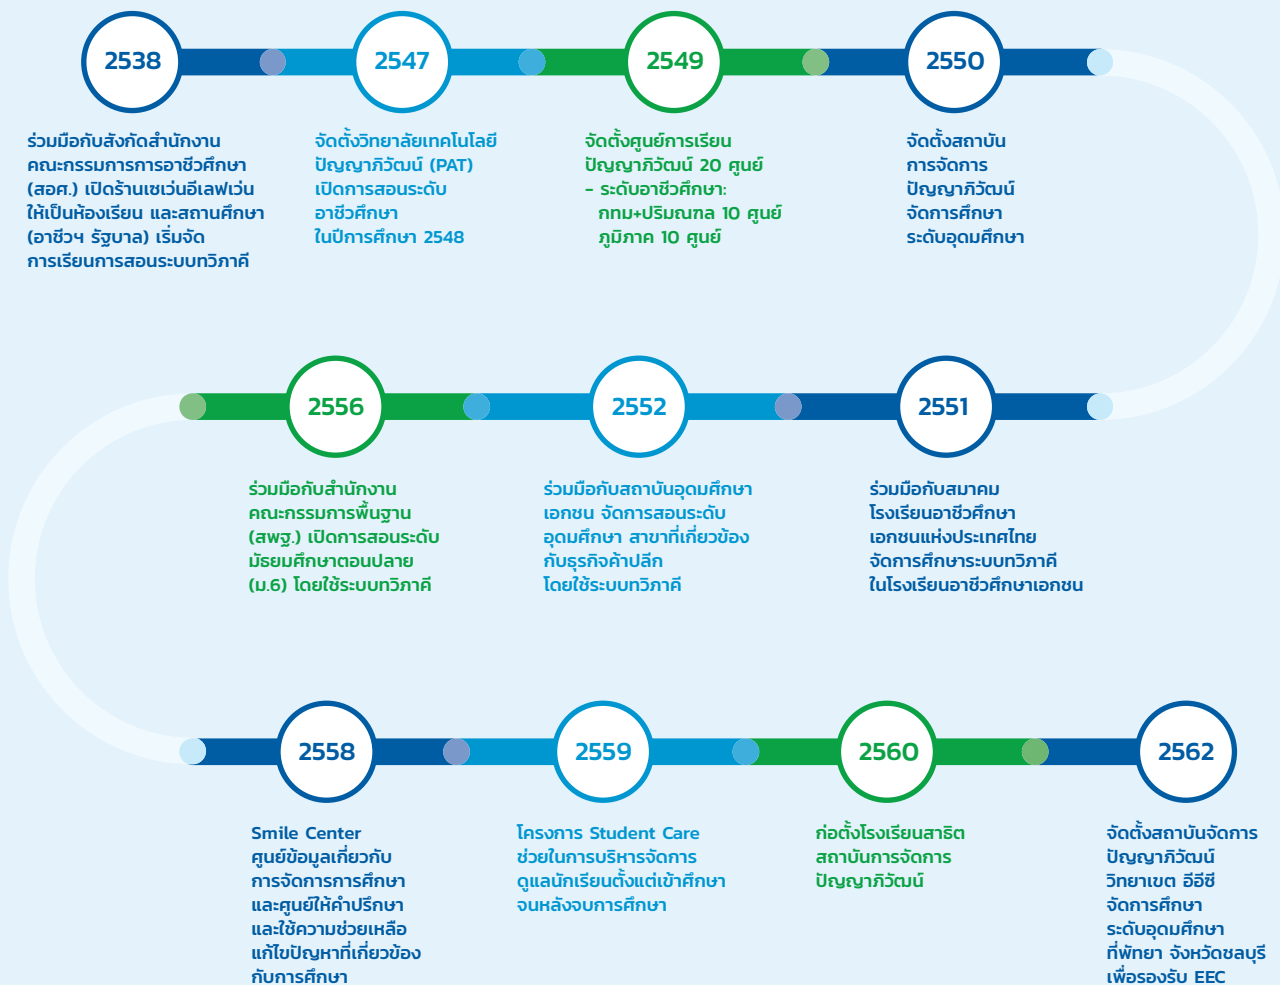 2538
ร่วมมือกับสังกัดสำนักงาน
คณะกรรมการการอาชีวศึกษา
(สอศ.) เปิดร้านเซเว่นอีเลฟเว่น
ให้เป็นห้องเรียน และสถานศึกษา
(อาชีวฯ รัฐบาล) เริ่มจัด
การเรียนการสอนระบบทวิภาคี
2547
จัดตั้งวิทยาลัยเทคโนโลยี
ปัญญาภิวัฒน์ (PAT)
เปิดการสอนระดับ
อาชีวศึกษา
ในปีการศึกษา 2548
2549
จัดตั้งศูนย์การเรียน
ปัญญาภิวัฒน์ 20 ศูนย์
- ระดับอาชีวศึกษา:
กทม+ปริมณฑล 10 ศูนย์
ภูมิภาค 10 ศูนย์
2550
จัดตั้งสถาบัน
การจัดการ
ปัญญาภิวัฒน์
จัดการศึกษา
ระดับอุดมศึกษา
2551
ร่วมมือกับสมาคม
โรงเรียนอาชีวศึกษา
เอกชนแห่งประเทศไทย
จัดการศึกษาระบบทวิภาคี
ในโรงเรียนอาชีวศึกษาเอกชน
2552
ร่วมมือกับสถาบันอุดมศึกษา
เอกชน จัดการสอนระดับ
อุดมศึกษา สาขาที่เกี่ยวข้อง
กับธุรกิจค้าปลีก
โดยใช้ระบบทวิภาคี
2556
ร่วมมือกับสำนักงาน
คณะกรรมการพื้นฐาน
(สพฐ.) เปิดการสอนระดับ
มัธยมศึกษาตอนปลาย
(ม.6) โดยใช้ระบบทวิภาคี
2558
Smile Center
ศูนย์ข้อมูลเกี่ยวกับ
การจัดการการศึกษา
และศูนย์ให้คำปรึกษา
และใช้ความช่วยเหลือ
แก้ไขปัญหาที่เกี่ยวข้อง
กับการศึกษา
2559
โครงการ Student Care
ช่วยในการบริหารจัดการ
ดูแลนักเรียนตั้งแต่เข้าศึกษา
จนหลังจบการศึกษา
2560
ก่อตั้งโรงเรียนสาธิต
สถาบันการจัดการ
ปัญญาภิวัฒน์
2562
จัดตั้งสถาบันจัดการ
ปัญญาภิวัฒน์
วิทยาเขต อีอีซี
จัดการศึกษา
ระดับอุดมศึกษา
ที่พัทยา จังหวัดชลบุรี
เพื่อรองรับ EEC